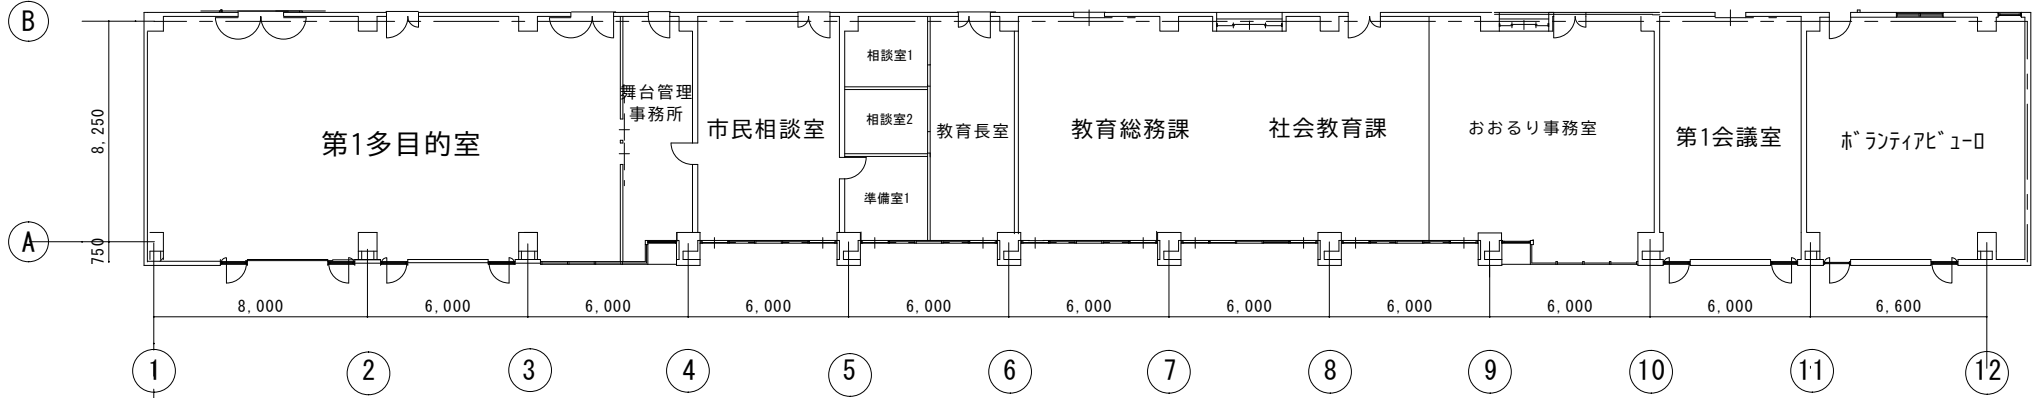 B
相談室1
舞台管理
事務所
8,250
相談室2
市民相談室
教育長室
教育総務課
社会教育課
おおるり事務室
第1多目的室
第1会議室
ﾎﾞﾗﾝﾃｨｱﾋﾞｭｰﾛ
準備室1
A
750
8,000
6,000
6,000
6,000
6,000
6,000
6,000
6,000
6,000
6,000
6,600
1
2
3
4
5
6
7
8
9
10
11
12